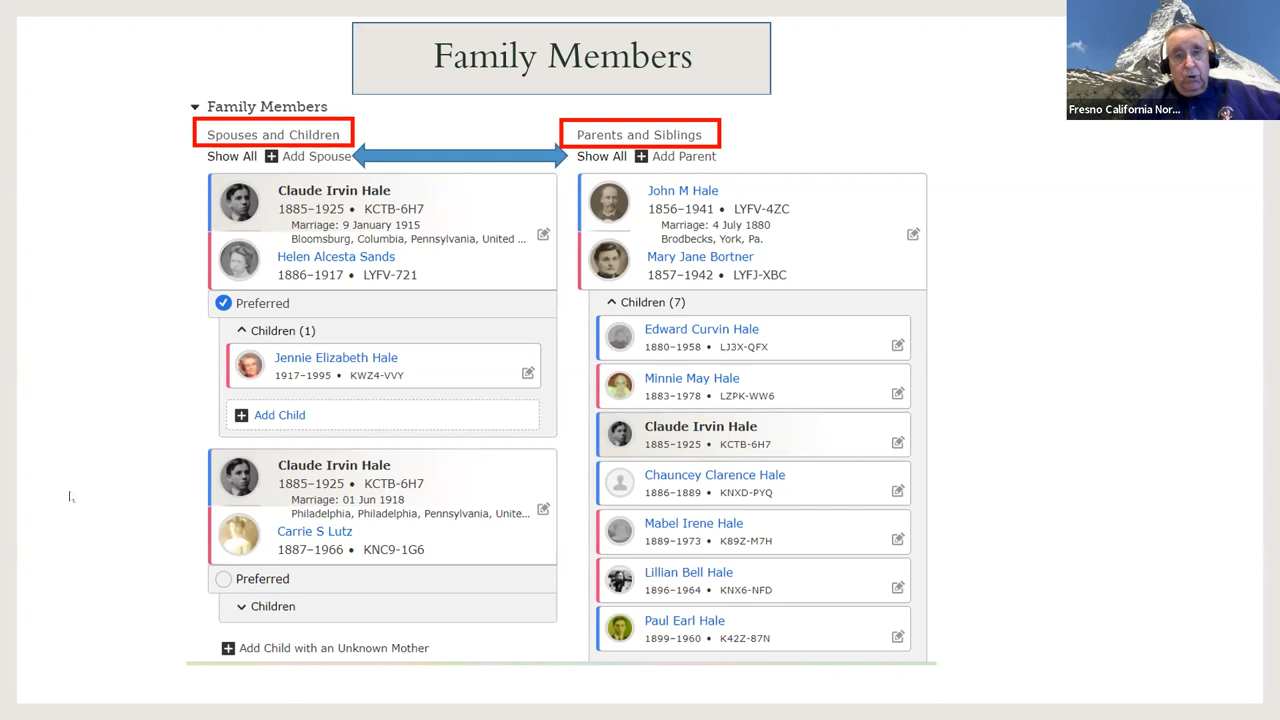 Family Members
Fresno California Nor...
Family Members
Spouses and Children
Show All Add Spouse
Claude Irvin Hale
1885–1925 • KCTB-6H7
Marriage: 9 January 1915
Bloomsburg, Columbia, Pennsylvania, United ...
Helen Alcesta Sands
1886–1917 • LYFV-721
Preferred
Children (1)
Jennie Elizabeth Hale
1917–1995 • KWZ4-VVY
Add Child
Claude Irvin Hale
1885–1925 • KCTB-6H7
Marriage: 01 Jun 1918
Philadelphia, Philadelphia, Pennsylvania, Unite...
Carrie S Lutz
1887–1966 • KNC9-1G6
Preferred
Children
Add Child with an Unknown Mother
Parents and Siblings
Show All Add Parent
John M Hale
1856–1941 • LYFV-4ZC
Marriage: 4 July 1880
Brodbecks, York, Pa.
Mary Jane Bortner
1857–1942 • LYFJ-XBC
Children (7)
Edward Curvin Hale
1880–1958 • LJ3X-QFX
Minnie May Hale
1883–1978 • LZPK-WW6
Claude Irvin Hale
1885–1925 • KCTB-6H7
Chauncey Clarence Hale
1886–1889 • KNXD-PYQ
Mabel Irene Hale
1889–1973 • K89Z-M7H
Lillian Bell Hale
1896–1964 • KNX6-NFD
Paul Earl Hale
1899–1960 • K42Z-87N